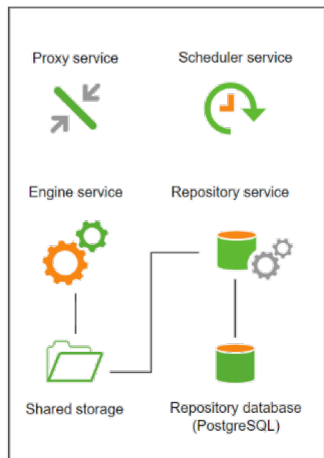 Proxy service
Scheduler service
Engine service
Repository service
Shared storage
Repository database
(PostgreSQL)